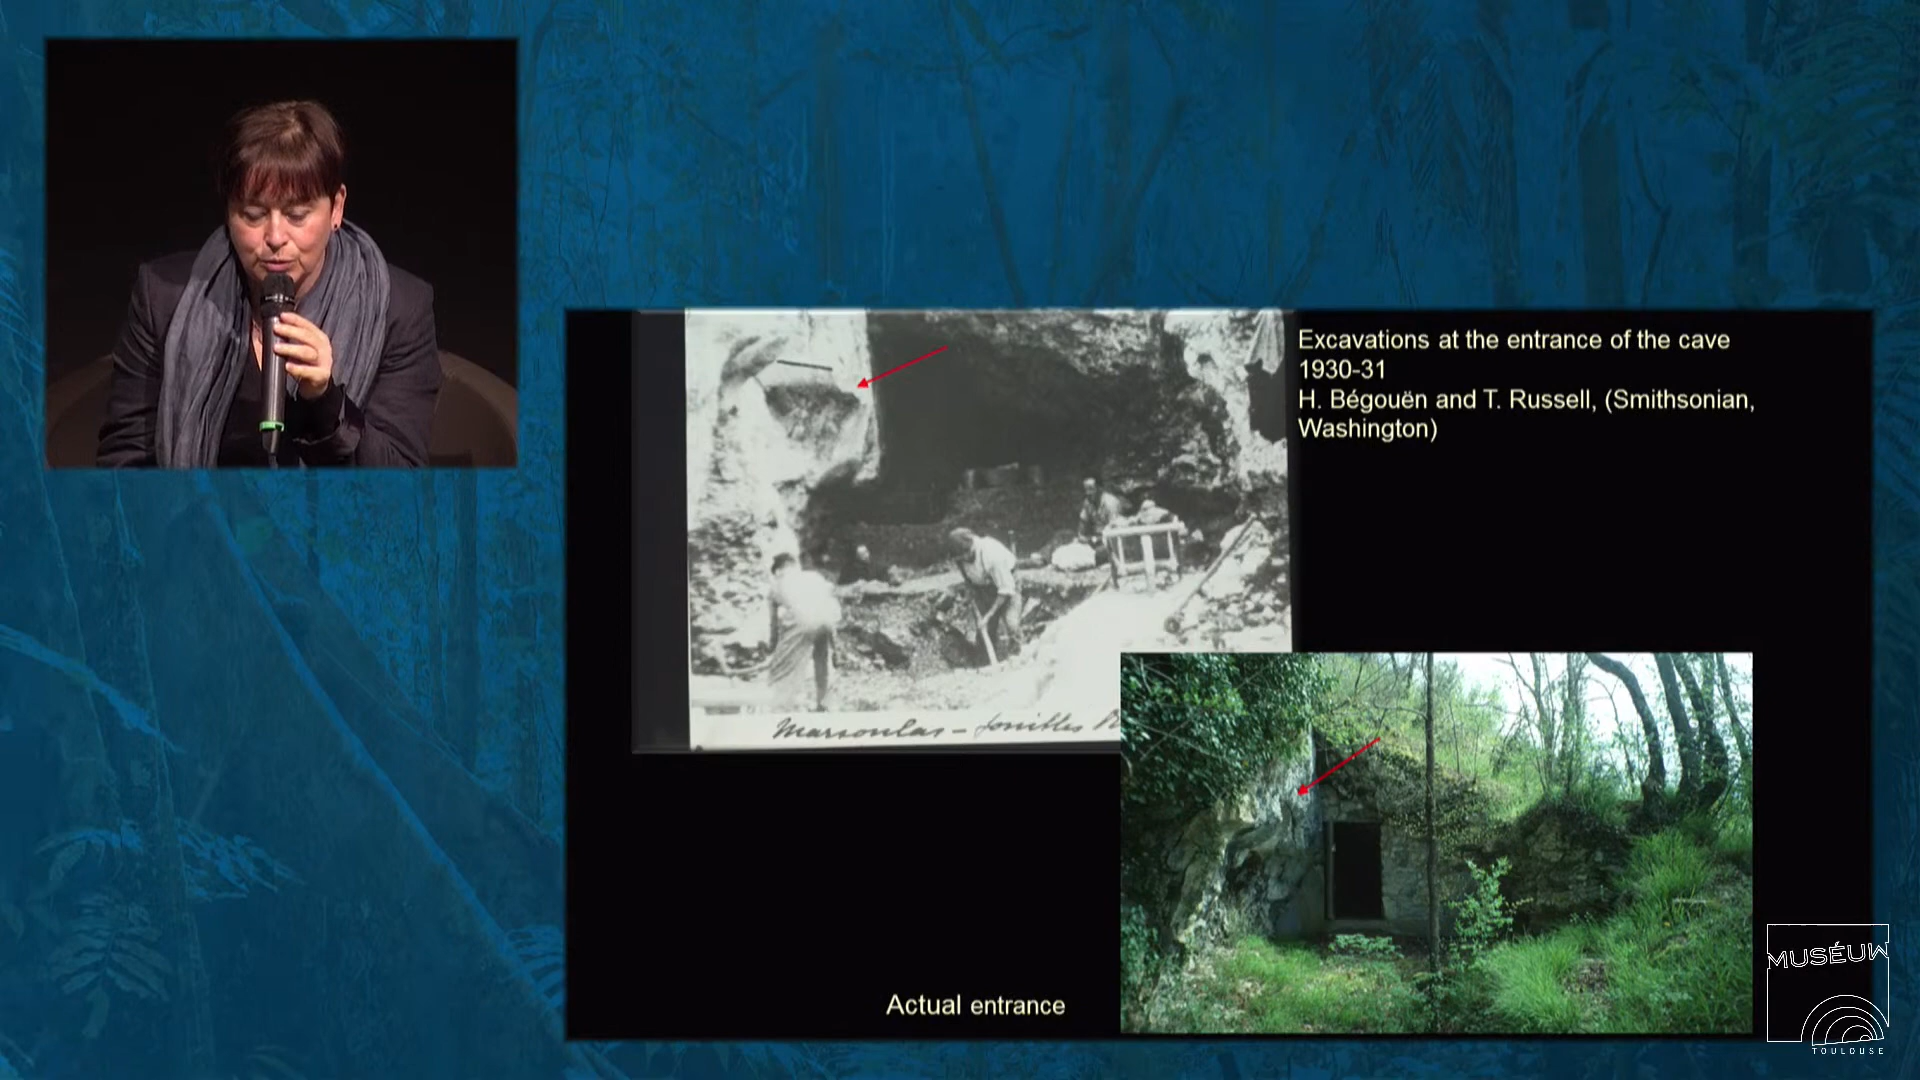 Excavations at the entrance of the cave
1930-31
H. Bégouën and T. Russell, (Smithsonian,
Washington)
Marsoulas - fouilles
Actual entrance
MUSÉUM
TOULOUSE